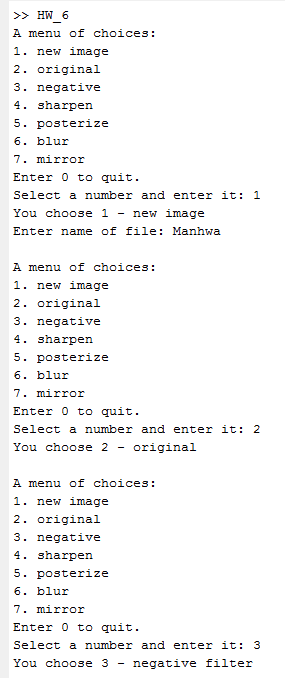 >> HW_6
A menu of choices:
1. new image
2. original
3. negative
4. sharpen
5. posterize
6. blur
7. mirror
Enter 0 to quit.
Select a number and enter it: 1
You choose 1 - new image
Enter name of file: Manhwa
A menu of choices:
1. new image
2. original
3. negative
4. sharpen
5. posterize
6. blur
7. mirror
Enter 0 to quit.
Select a number and enter it: 2
You choose 2 - original
A menu of choices:
1. new image
2. original
3. negative
4. sharpen
5. posterize
6. blur
7. mirror
Enter 0 to quit.
Select a number and enter it: 3
You choose 3 - negative filter